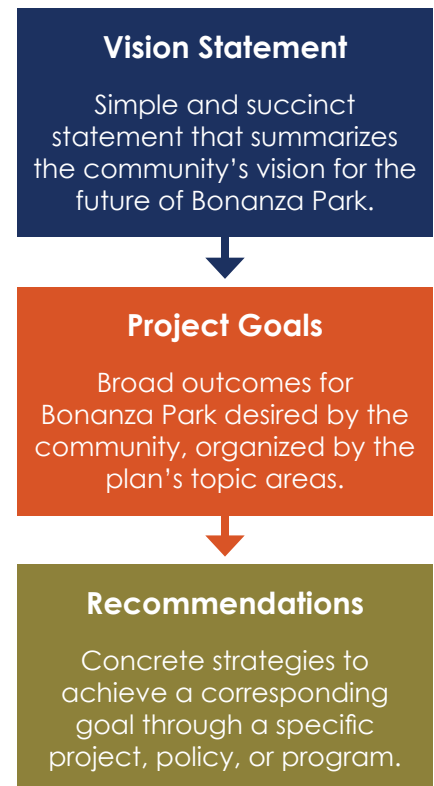 Vision Statement
Simple and succinct
statement that summarizes
the community’s vision for the
future of Bonanza Park.
Project Goals
Broad outcomes for
Bonanza Park desired by the
community, organized by the
plan’s topic areas.
Recommendations
Concrete strategies to
achieve a corresponding
goal through a specific
project, policy, or program.